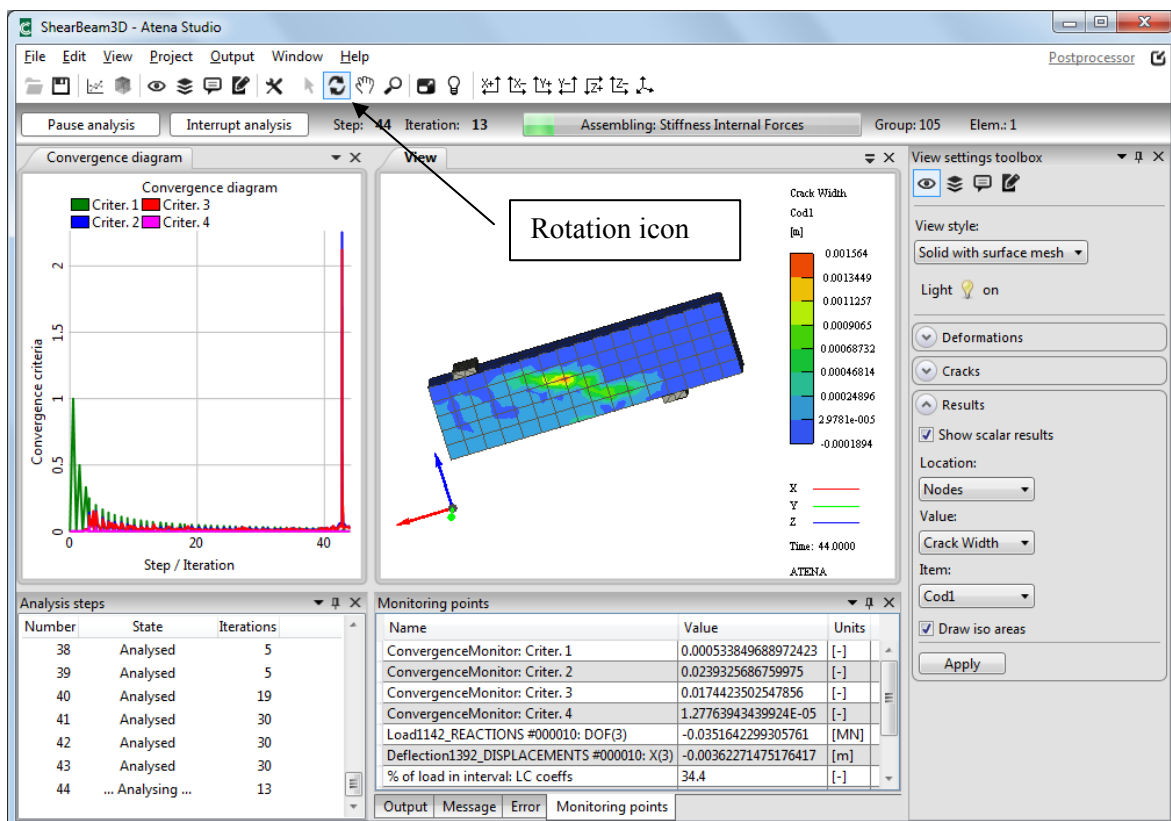 ShearBeam3D - Atena Studio
File Edit View Project Output Window Help
Postprocessor
X+ X- Y+ Y- Z+ Z-
Pause analysis Interrupt analysis Step: 44 Iteration: 13 Assembling: Stiffness Internal Forces Group: 105 Elem.: 1
Convergence diagram
Convergence diagram
Criter. 1 Criter. 3
Criter. 2 Criter. 4
Convergence criteria
2
1.5
1
0.5
0
0 20 40
Step / Iteration
View
Rotation icon
Crack Width
Cod1
[m]
0.001564
0.0013449
0.0011257
0.0009065
0.00068732
0.00046814
0.00024896
2.9781e-005
-0.0001894
X
Y
Z
Time: 44.0000
ATENA
View settings toolbox
View style:
Solid with surface mesh
Light on
Deformations
Cracks
Results
Show scalar results
Location:
Nodes
Value:
Crack Width
Item:
Cod1
Draw iso areas
Apply
Analysis steps
Number State Iterations
38 Analysed 5
39 Analysed 5
40 Analysed 19
41 Analysed 30
42 Analysed 30
43 Analysed 30
44 ... Analysing ... 13
Monitoring points
Name Value Units
ConvergenceMonitor: Criter. 1 0.000533849688972423 [-]
ConvergenceMonitor: Criter. 2 0.0239325686759975 [-]
ConvergenceMonitor: Criter. 3 0.0174423502547856 [-]
ConvergenceMonitor: Criter. 4 1.27763943439924E-05 [-]
Load1142_REACTIONS #000010: DOF(3) -0.0351642299305761 [MN]
Deflection1392_DISPLACEMENTS #000010: X(3) -0.00362271475176417 [m]
% of load in interval: LC coeffs 34.4 [-]
Output Message Error Monitoring points